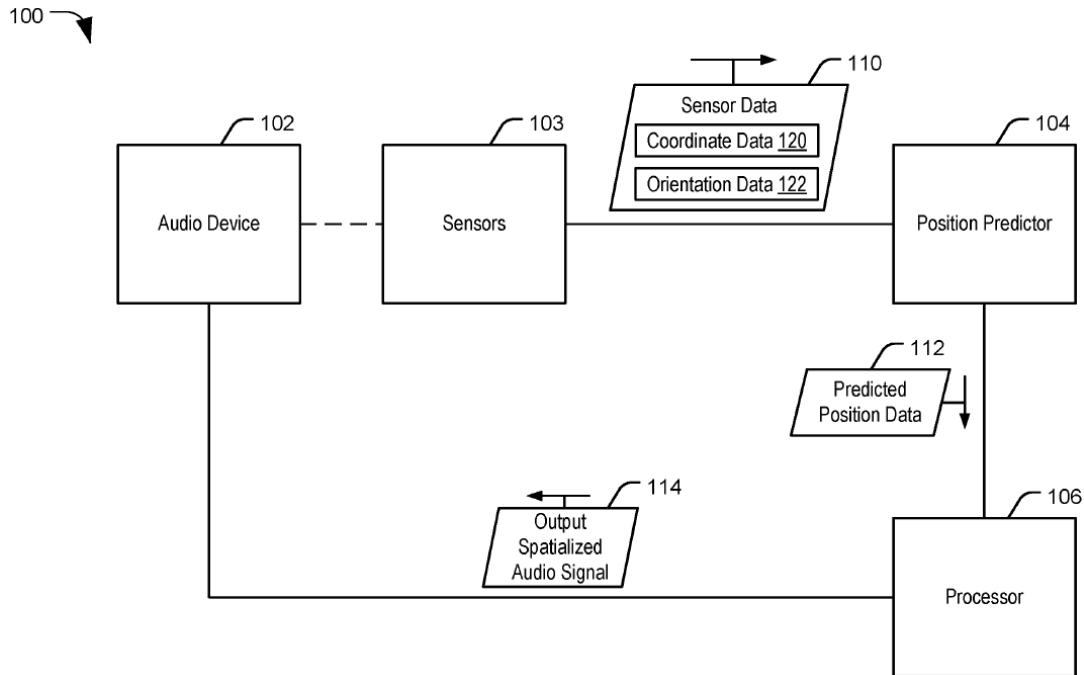 100
110
Sensor Data
102
103
104
Coordinate Data 120
Orientation Data 122
Audio Device
Sensors
Position Predictor
112
Predicted
Position Data
114
106
Output
Spatialized
Audio Signal
Processor